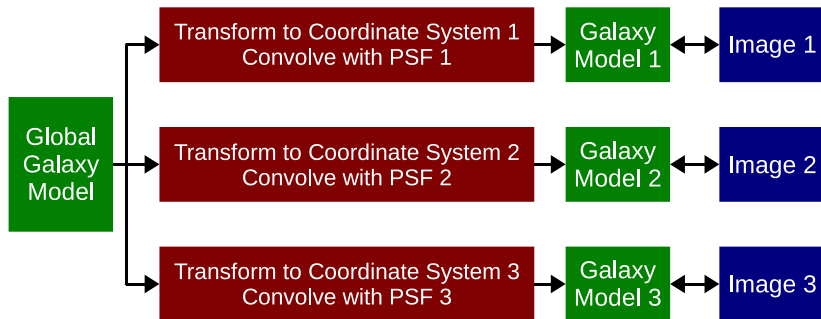 Global
Galaxy
Model
Transform to Coordinate System 1
Convolve with PSF 1
Galaxy
Model 1
Image 1
Transform to Coordinate System 2
Convolve with PSF 2
Galaxy
Model 2
Image 2
Transform to Coordinate System 3
Convolve with PSF 3
Galaxy
Model 3
Image 3